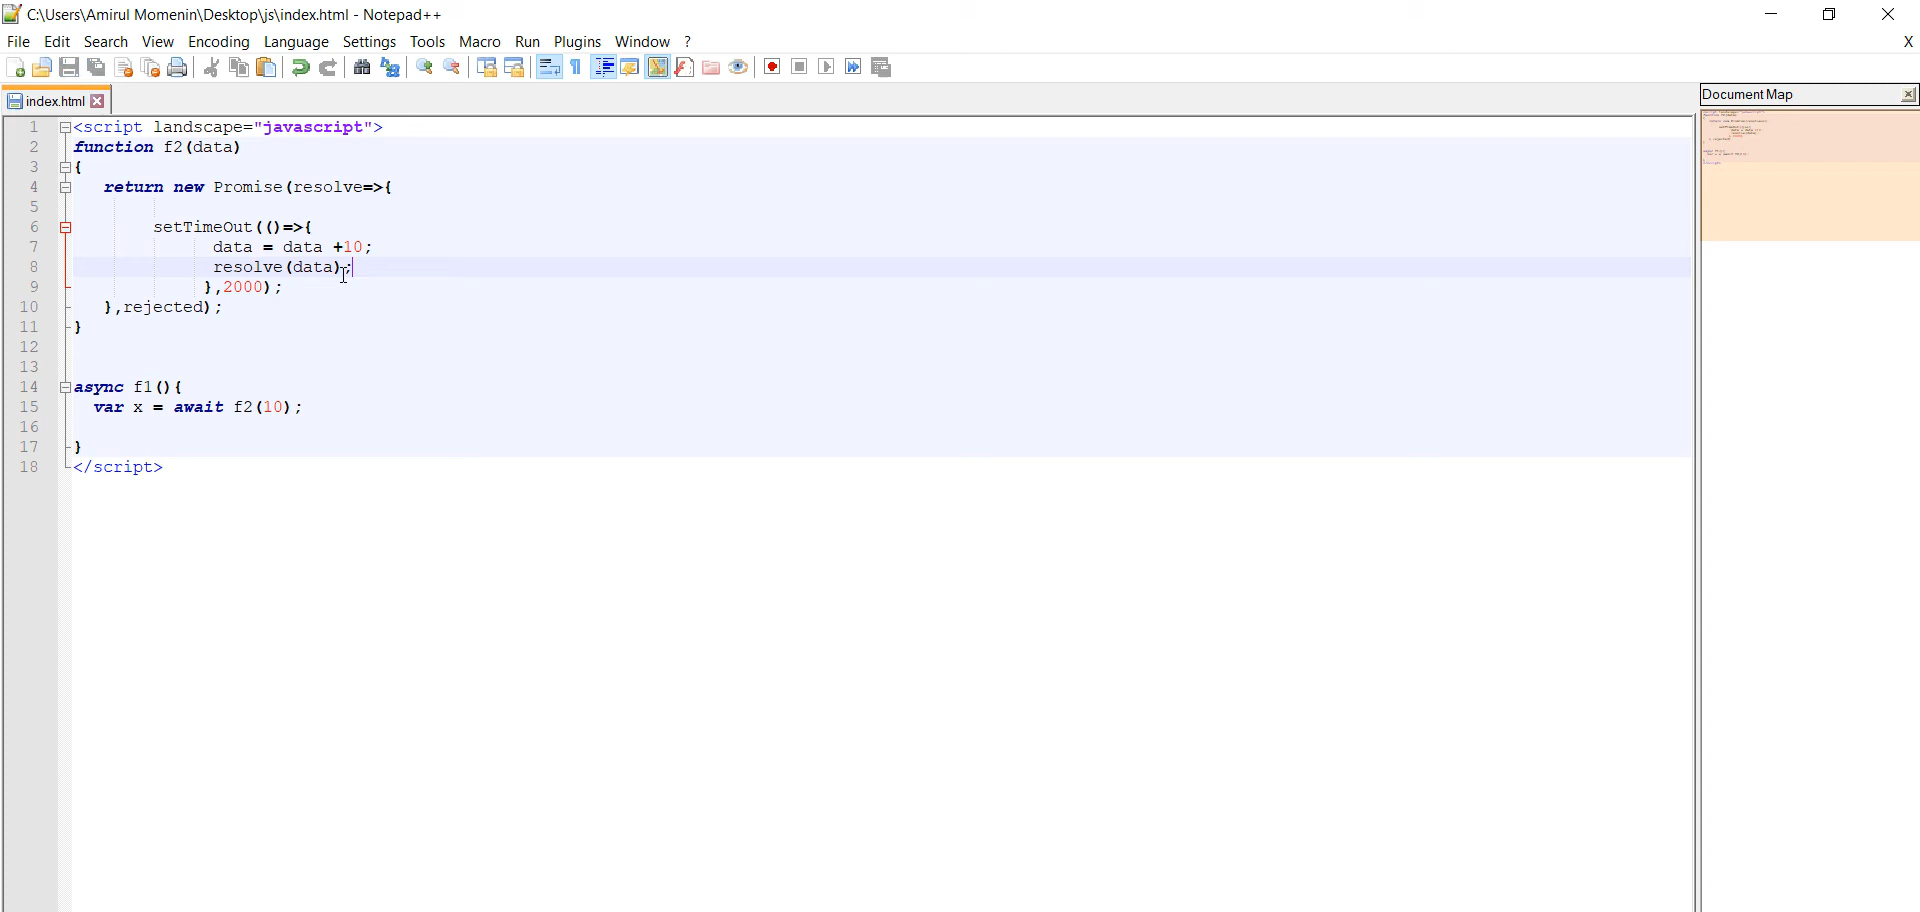 C:\Users\Amirul Momenin\Desktop\js\index.html - Notepad++
File Edit Search View Encoding Language Settings Tools Macro Run Plugins Window ?
X
index.html
Document Map
1 <script landscape="javascript">
2 function f2(data)
3 {
4 return new Promise(resolve=>{
5
6 setTimeOut(()=>{
7 data = data +10;
8 resolve(data);
9 },2000);
10 },rejected);
11 }
12
13
14 async f1(){
15 var x = await f2(10);
16
17 }
18 </script>